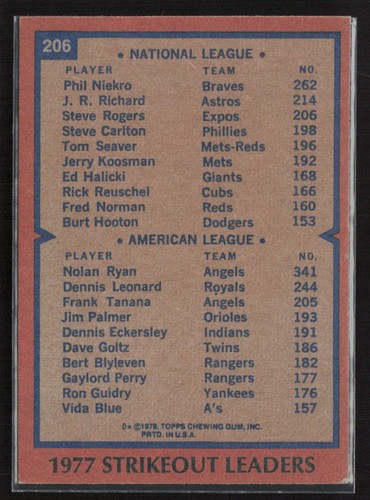 206
• NATIONAL LEAGUE •
PLAYER TEAM NO.
Phil Niekro Braves 262
J. R. Richard Astros 214
Steve Rogers Expos 206
Steve Carlton Phillies 198
Tom Seaver Mets-Reds 196
Jerry Koosman Mets 192
Ed Halicki Giants 168
Rick Reuschel Cubs 166
Fred Norman Reds 160
Burt Hooton Dodgers 153
• AMERICAN LEAGUE •
PLAYER TEAM NO.
Nolan Ryan Angels 341
Dennis Leonard Royals 244
Frank Tanana Angels 205
Jim Palmer Orioles 193
Dennis Eckersley Indians 191
Dave Goltz Twins 186
Bert Blyleven Rangers 182
Gaylord Perry Rangers 177
Ron Guidry Yankees 176
Vida Blue A's 157
D* ©1978, TOPPS CHEWING GUM, INC.
PRTD. IN U.S.A.
1977 STRIKEOUT LEADERS